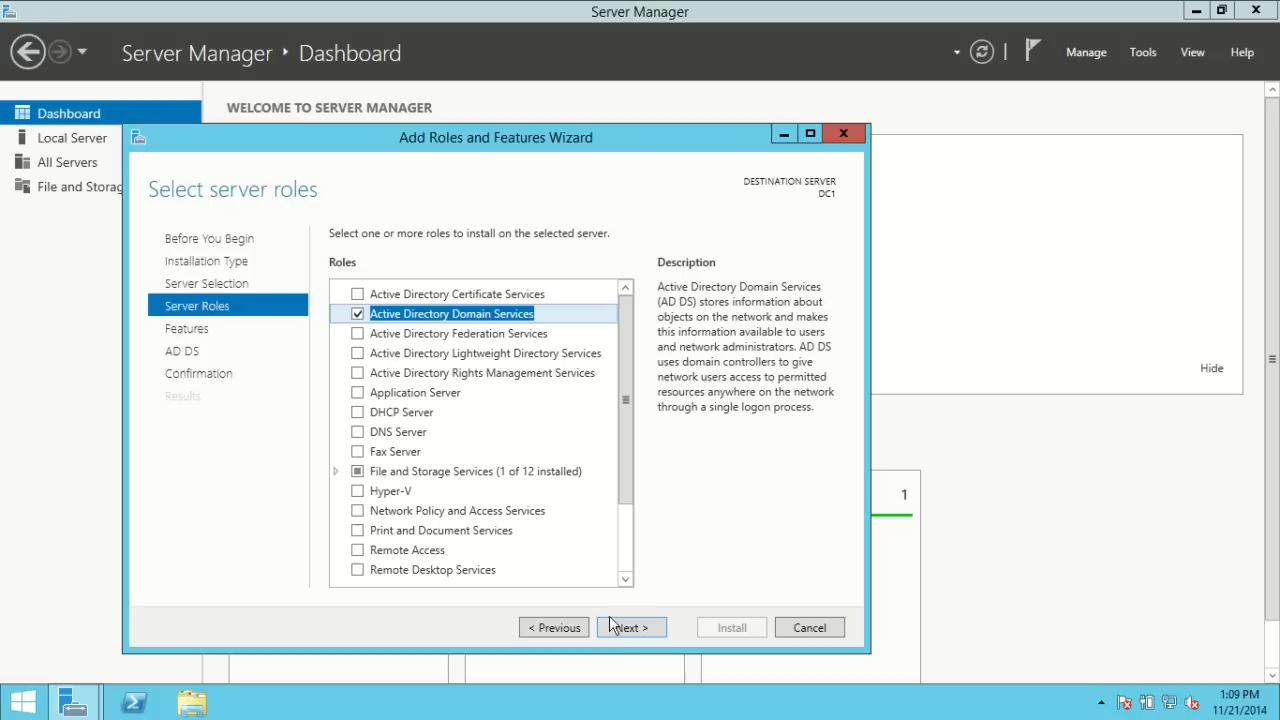 Server Manager
Server Manager ‣ Dashboard
Manage Tools View Help
Dashboard
Local Server
All Servers
File and Storag
WELCOME TO SERVER MANAGER
Add Roles and Features Wizard
Select server roles
DESTINATION SERVER
DC1
Before You Begin
Installation Type
Server Selection
Server Roles
Features
AD DS
Confirmation
Results
Select one or more roles to install on the selected server.
Roles
Active Directory Certificate Services
Active Directory Domain Services
Active Directory Federation Services
Active Directory Lightweight Directory Services
Active Directory Rights Management Services
Application Server
DHCP Server
DNS Server
Fax Server
File and Storage Services (1 of 12 installed)
Hyper-V
Network Policy and Access Services
Print and Document Services
Remote Access
Remote Desktop Services
Description
Active Directory Domain Services
(AD DS) stores information about
objects on the network and makes
this information available to users
and network administrators. AD DS
uses domain controllers to give
network users access to permitted
resources anywhere on the network
through a single logon process.
< Previous
Next >
Install
Cancel
Hide
1
1:09 PM
11/21/2014